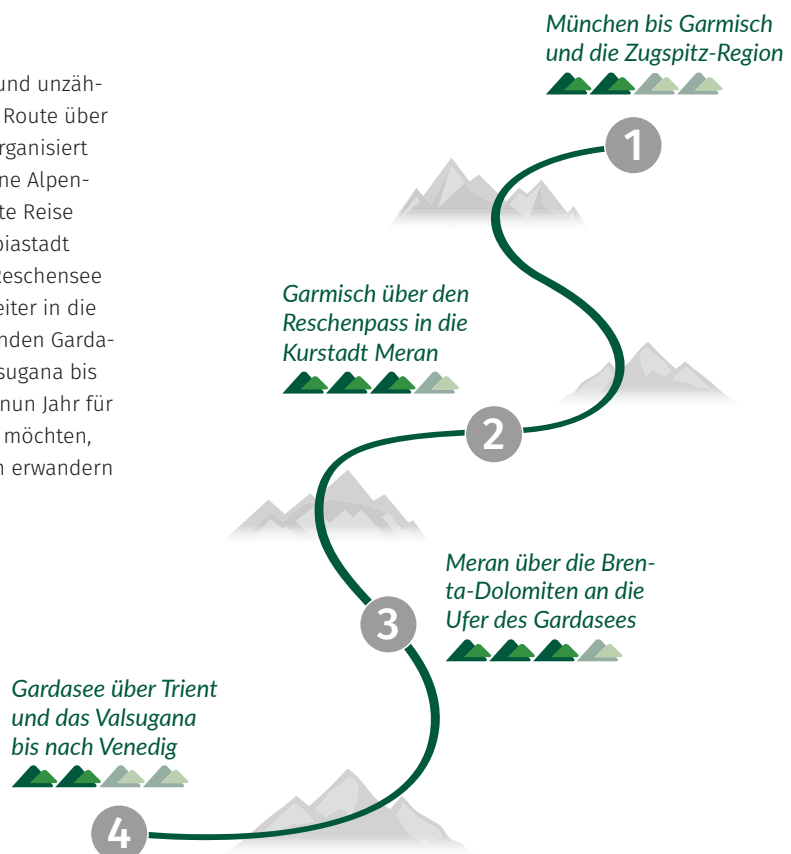 und unzäh-
Route über
rganisiert
ne Alpen-
te Reise
piastadt
Reschensee
eiter in die
nden Garda-
sugana bis
nun Jahr für
möchten,
n erwandern
München bis Garmisch
und die Zugspitz-Region
1
Garmisch über den
Reschenpass in die
Kurstadt Meran
2
Meran über die Bren-
ta-Dolomiten an die
Ufer des Gardasees
3
Gardasee über Trient
und das Valsugana
bis nach Venedig
4